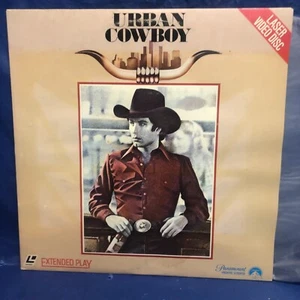 URBAN
COWBOY
LASER
VIDEO DISC
EXTENDED PLAY
Paramount